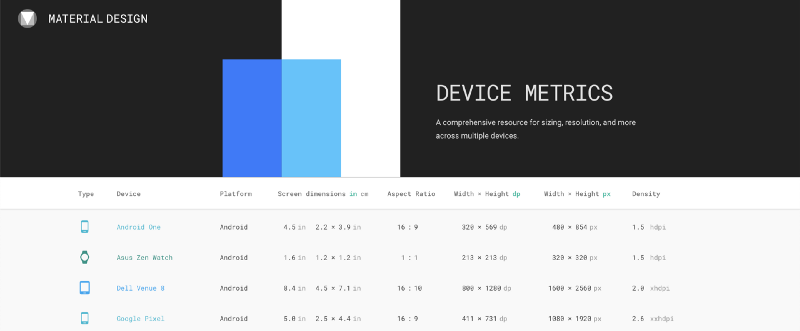 MATERIAL DESIGN
DEVICE METRICS
A comprehensive resource for sizing, resolution, and more
across multiple devices.
Type Device Platform Screen dimensions in cm Aspect Ratio Width × Height dp Width × Height px Density
Android One Android 4.5 in 2.2 × 3.9 in 16 : 9 320 × 569 dp 480 × 854 px 1.5 hdpi
Asus Zen Watch Android 1.6 in 1.2 × 1.2 in 1 : 1 213 × 213 dp 320 × 320 px 1.5 hdpi
Dell Venue 8 Android 8.4 in 4.5 × 7.1 in 16 : 10 800 × 1280 dp 1600 × 2560 px 2.0 xhdpi
Google Pixel Android 5.0 in 2.5 × 4.4 in 16 : 9 411 × 731 dp 1080 × 1920 px 2.6 xxhdpi